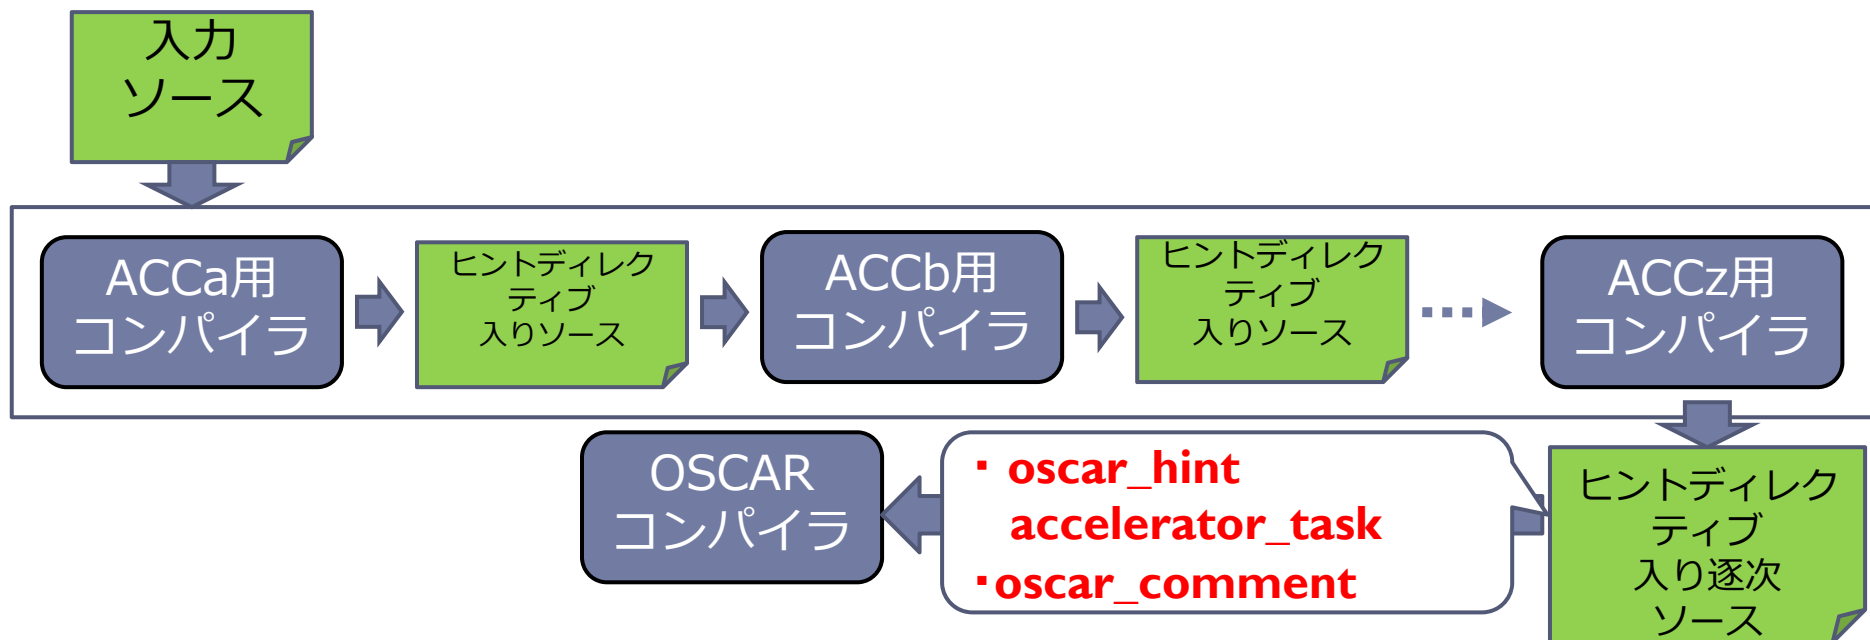 入力
ソース
ACCa用
コンパイラ
ヒントディレク
ティブ
入りソース
ACCb用
コンパイラ
ヒントディレク
ティブ
入りソース
ACCz用
コンパイラ
OSCAR
コンパイラ
・oscar_hint
accelerator_task
・oscar_comment
ヒントディレク
ティブ
入り逐次
ソース